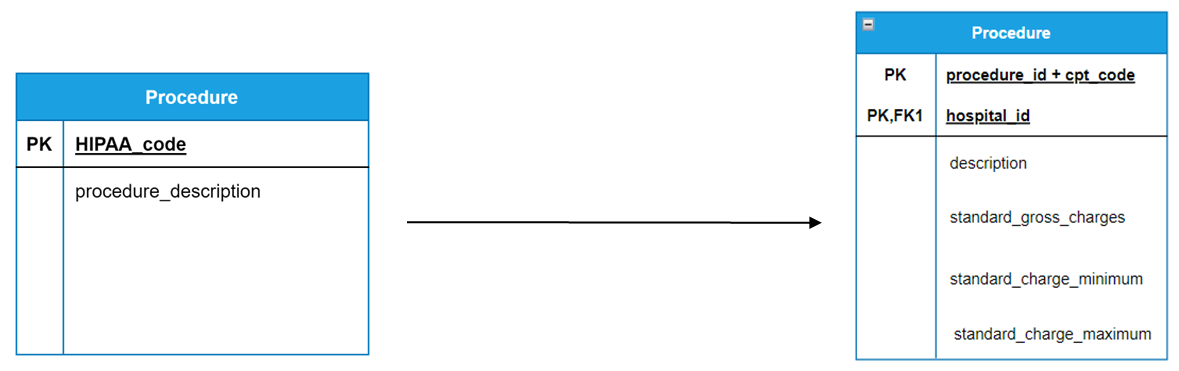 Procedure
PK HIPAA_code
procedure_description
Procedure
PK procedure_id + cpt_code
PK,FK1 hospital_id
description
standard_gross_charges
standard_charge_minimum
standard_charge_maximum